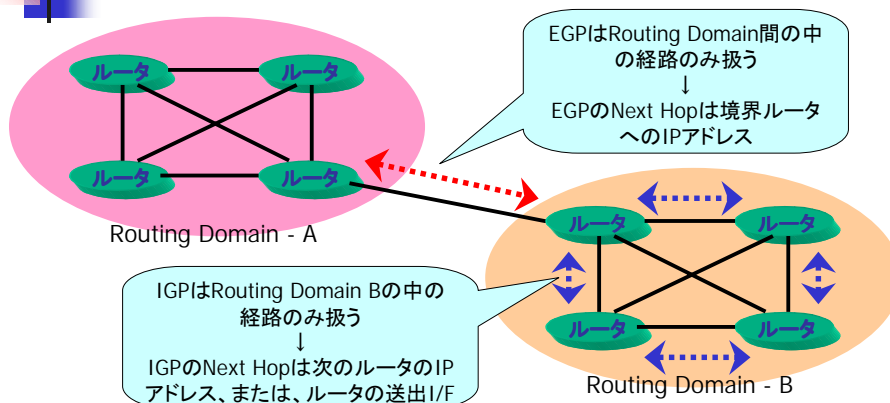 EGPはRouting Domain間の中
の経路のみ扱う
↓
EGPのNext Hopは境界ルータ
へのIPアドレス
ルータ
ルータ
ルータ
ルータ
Routing Domain - A
ルータ
ルータ
IGPはRouting Domain Bの中の
経路のみ扱う
↓
IGPのNext Hopは次のルータのIP
アドレス、または、ルータの送出I/F
ルータ
ルータ
Routing Domain - B